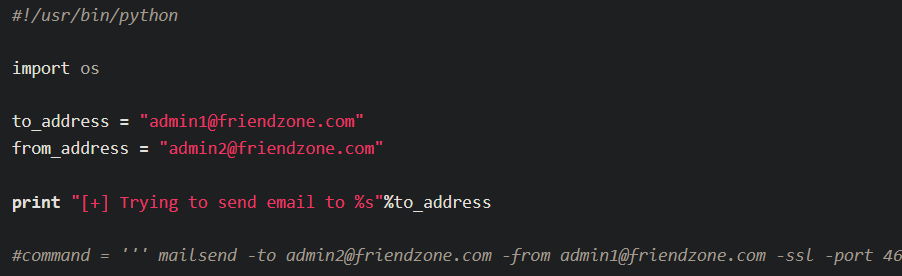 #!/usr/bin/python
import os
to_address = "admin1@friendzone.com"
from_address = "admin2@friendzone.com"
print "[+] Trying to send email to %s"%to_address
#command = ''' mailsend -to admin2@friendzone.com -from admin1@friendzone.com -ssl -port 46